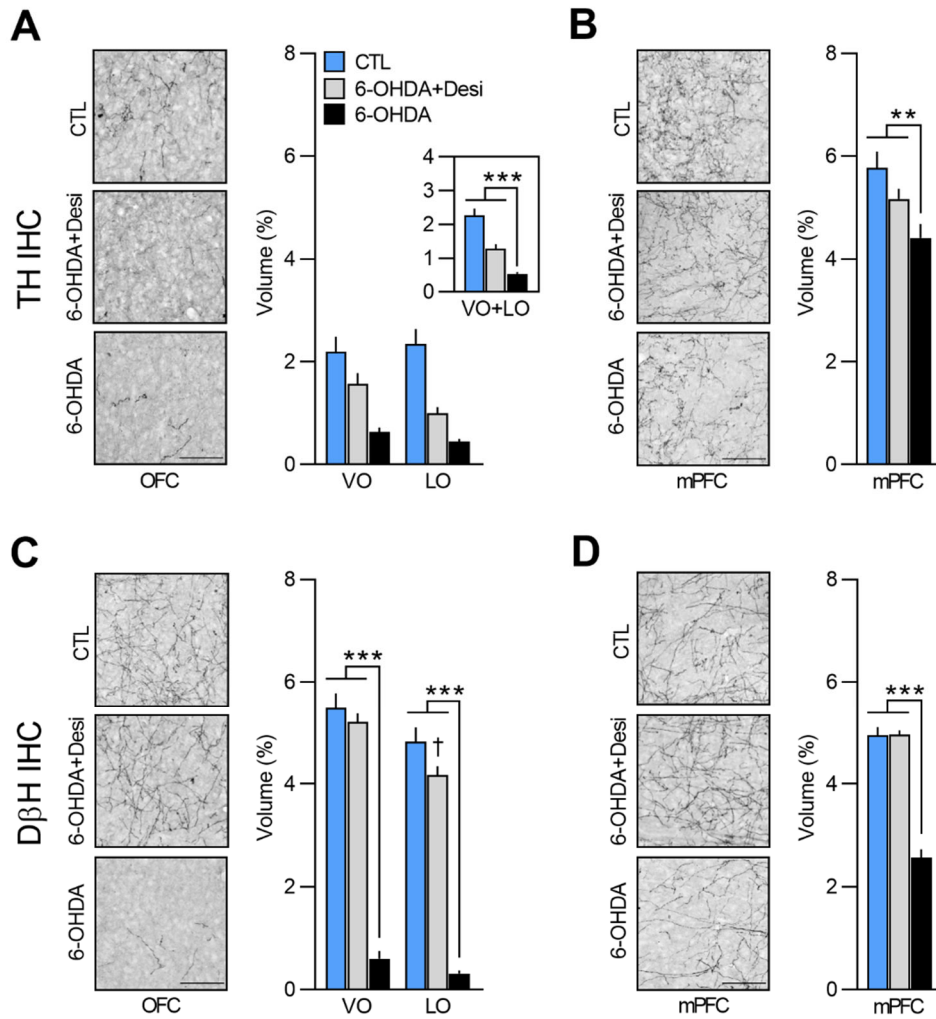 A
TH IHC
CTL
6-OHDA+Desi
6-OHDA
OFC
Volume (%)
8
6
4
2
0
CTL
6-OHDA+Desi
6-OHDA
4
3
2
1
0
***
VO+LO
VO
LO
B
CTL
6-OHDA+Desi
6-OHDA
mPFC
Volume (%)
8
6
4
2
0
**
mPFC
C
DβH IHC
CTL
6-OHDA+Desi
6-OHDA
OFC
Volume (%)
8
6
4
2
0
***
***
†
VO
LO
D
CTL
6-OHDA+Desi
6-OHDA
mPFC
Volume (%)
8
6
4
2
0
***
mPFC